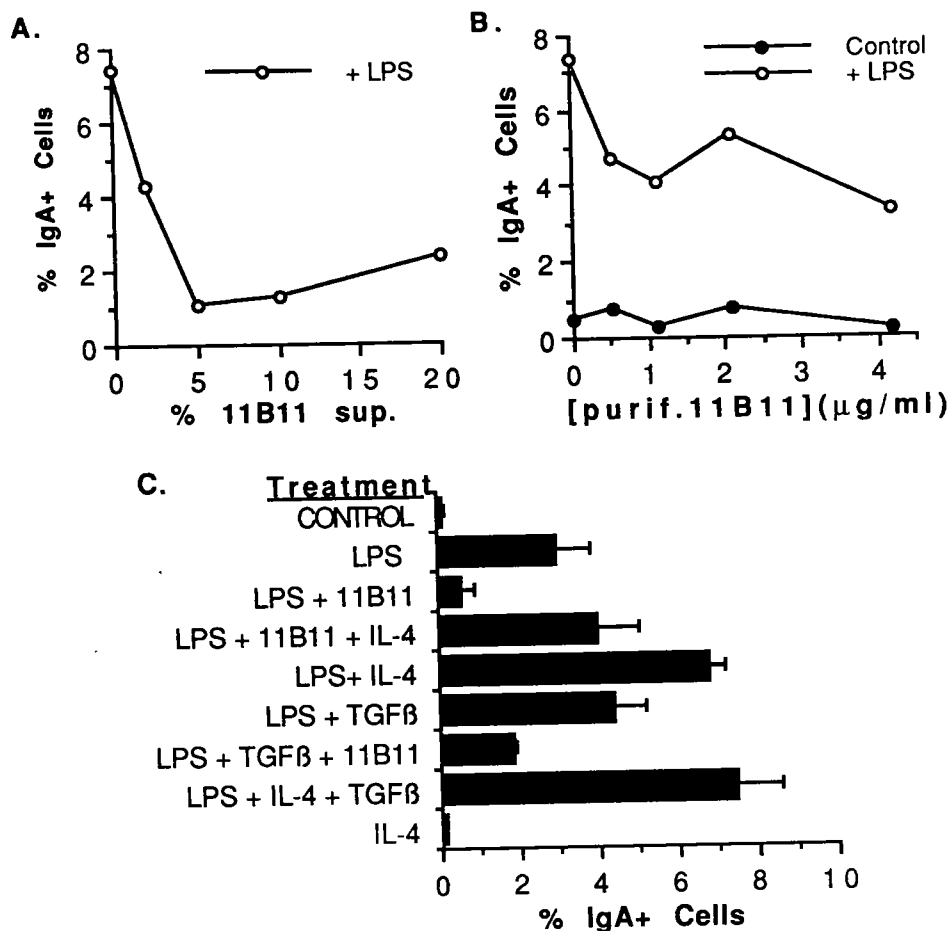 A.
8
6
4
2
0
% IgA+ Cells
+ LPS
0 5 10 15 20
% 11B11 sup.
B.
8
6
4
2
0
% IgA+ Cells
Control
+ LPS
0 1 2 3 4
[purif.11B11](µg/ml)
C.
Treatment
CONTROL
LPS
LPS + 11B11
LPS + 11B11 + IL-4
LPS+ IL-4
LPS + TGFß
LPS + TGFß + 11B11
LPS + IL-4 + TGFß
IL-4
0 2 4 6 8 10
% IgA+ Cells